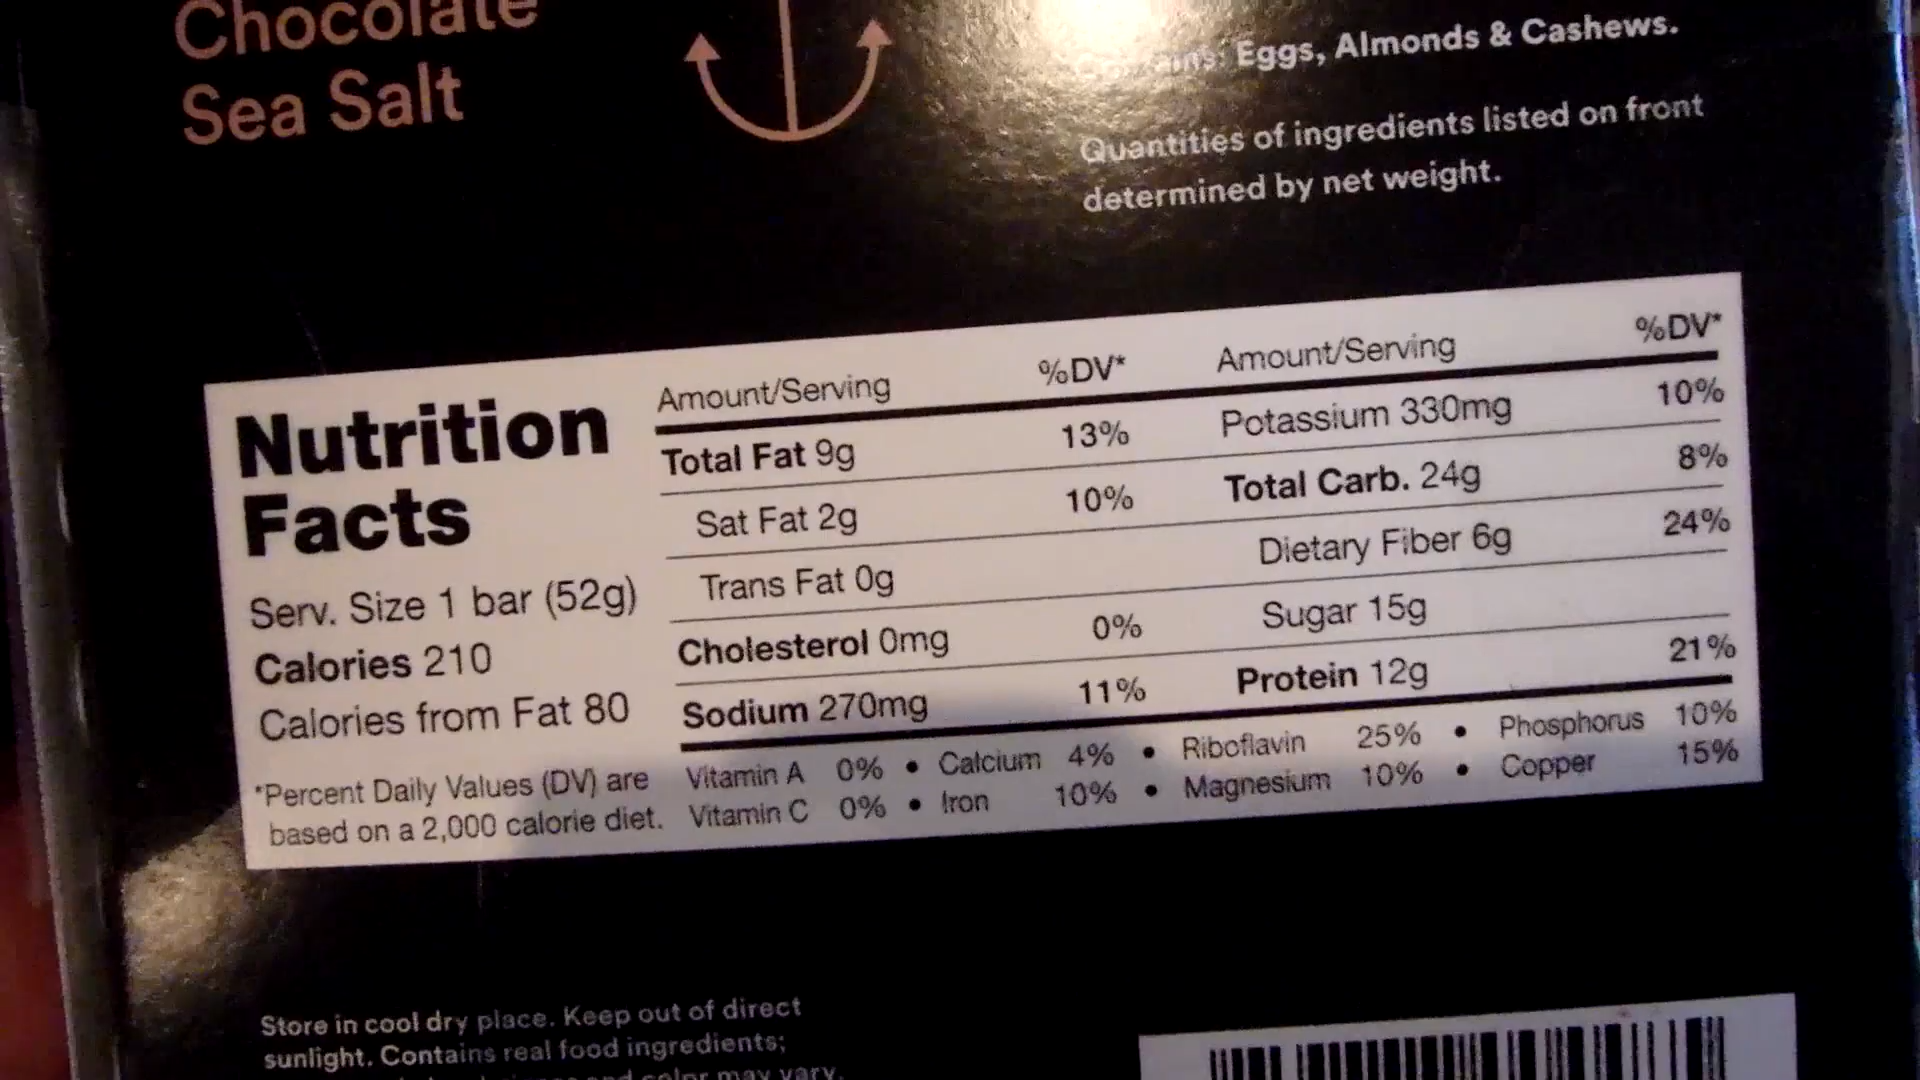 Chocolate
Sea Salt
Eggs, Almonds & Cashews.
Quantities of ingredients listed on front
determined by net weight.
Nutrition
Facts
Serv. Size 1 bar (52g)
Calories 210
Calories from Fat 80
*Percent Daily Values (DV) are
based on a 2,000 calorie diet.
Amount/Serving %DV*
Total Fat 9g 13%
Sat Fat 2g 10%
Trans Fat 0g
Cholesterol 0mg 0%
Sodium 270mg 11%
Amount/Serving %DV*
Potassium 330mg 10%
Total Carb. 24g 8%
Dietary Fiber 6g 24%
Sugar 15g
Protein 12g 21%
Vitamin A 0% • Calcium 4% • Riboflavin 25% • Phosphorus 10%
Vitamin C 0% • Iron 10% • Magnesium 10% • Copper 15%
Store in cool dry place. Keep out of direct
sunlight. Contains real food ingredients;
color may vary.